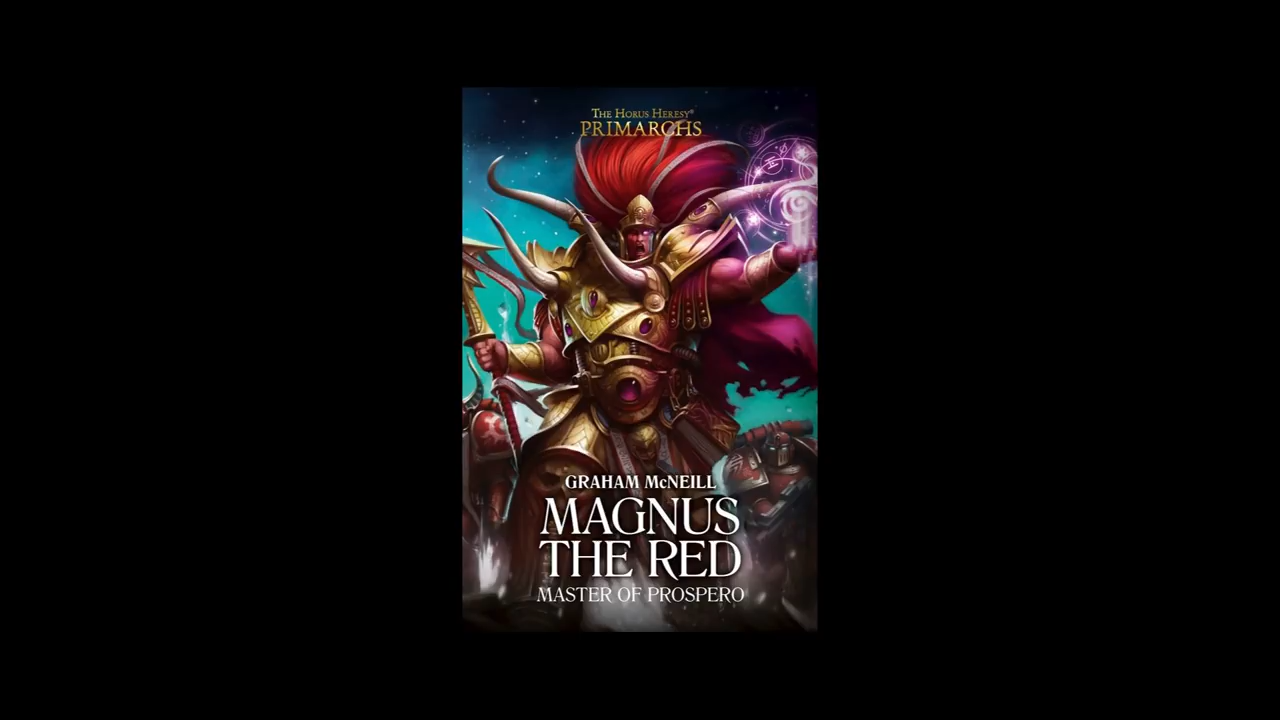 THE HORUS HERESY®
PRIMARCHS
GRAHAM McNEILL
MAGNUS
THE RED
MASTER OF PROSPERO